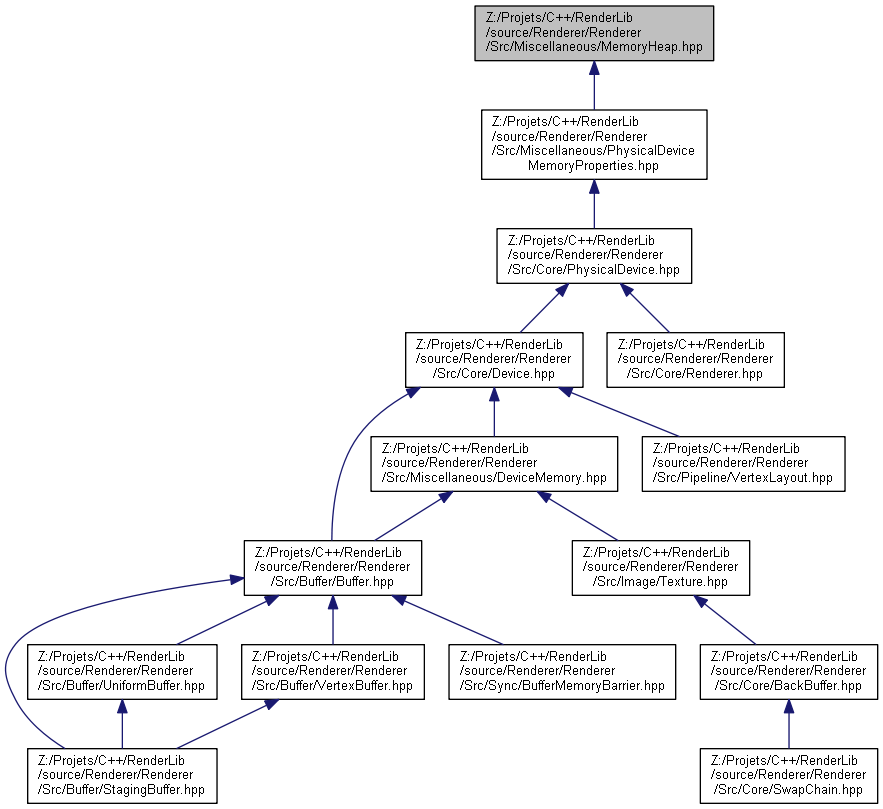 Z:/Projets/C++/RenderLib
/source/Renderer/Renderer
/Src/Miscellaneous/MemoryHeap.hpp
Z:/Projets/C++/RenderLib
/source/Renderer/Renderer
/Src/Miscellaneous/PhysicalDevice
MemoryProperties.hpp
Z:/Projets/C++/RenderLib
/source/Renderer/Renderer
/Src/Core/PhysicalDevice.hpp
Z:/Projets/C++/RenderLib
/source/Renderer/Renderer
/Src/Core/Device.hpp
Z:/Projets/C++/RenderLib
/source/Renderer/Renderer
/Src/Core/Renderer.hpp
Z:/Projets/C++/RenderLib
/source/Renderer/Renderer
/Src/Miscellaneous/DeviceMemory.hpp
Z:/Projets/C++/RenderLib
/source/Renderer/Renderer
/Src/Pipeline/VertexLayout.hpp
Z:/Projets/C++/RenderLib
/source/Renderer/Renderer
/Src/Buffer/Buffer.hpp
Z:/Projets/C++/RenderLib
/source/Renderer/Renderer
/Src/Image/Texture.hpp
Z:/Projets/C++/RenderLib
/source/Renderer/Renderer
/Src/Buffer/UniformBuffer.hpp
Z:/Projets/C++/RenderLib
/source/Renderer/Renderer
/Src/Buffer/VertexBuffer.hpp
Z:/Projets/C++/RenderLib
/source/Renderer/Renderer
/Src/Sync/BufferMemoryBarrier.hpp
Z:/Projets/C++/RenderLib
/source/Renderer/Renderer
/Src/Core/BackBuffer.hpp
Z:/Projets/C++/RenderLib
/source/Renderer/Renderer
/Src/Buffer/StagingBuffer.hpp
Z:/Projets/C++/RenderLib
/source/Renderer/Renderer
/Src/Core/SwapChain.hpp